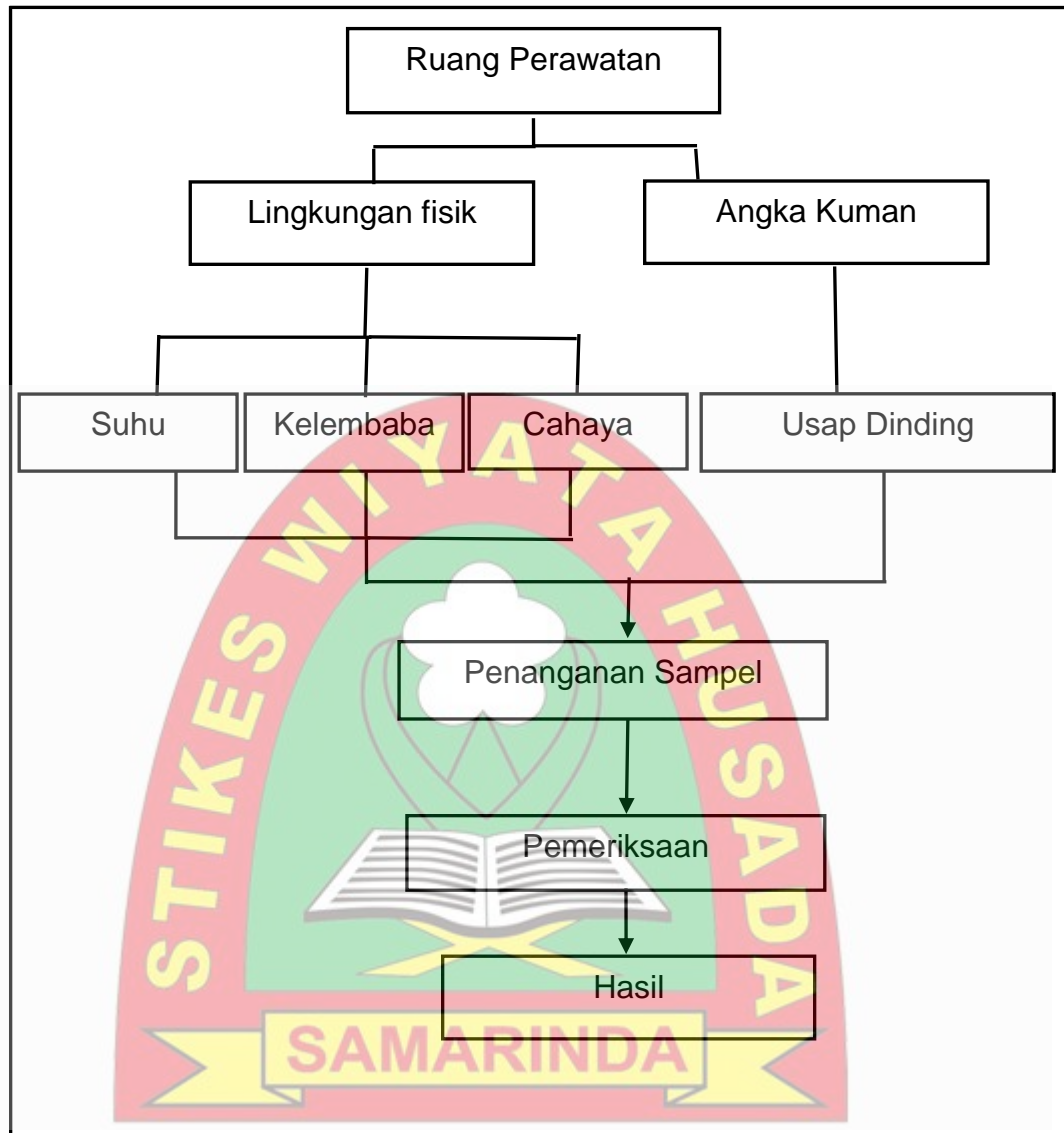 Ruang Perawatan
Lingkungan fisik
Angka Kuman
Suhu
Kelembaba
Cahaya
Usap Dinding
Penanganan Sampel
Pemeriksaan
Hasil
STIKES WIYATA HUSADA
SAMARINDA